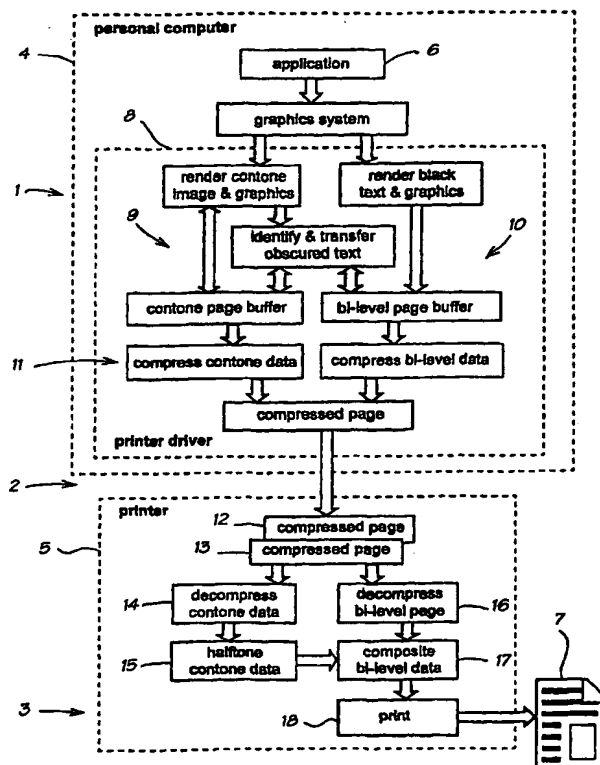 personal computer
4
application
6
graphics system
8
1
render contone
image & graphics
render black
text & graphics
9
identify & transfer
obscured text
10
contone page buffer
bi-level page buffer
11
compress contone data
compress bi-level data
compressed page
printer driver
2
printer
12
compressed page
5
13
compressed page
14
decompress
contone data
decompress
bi-level page
16
7
15
halftone
contone data
composite
bi-level data
17
3
18
print